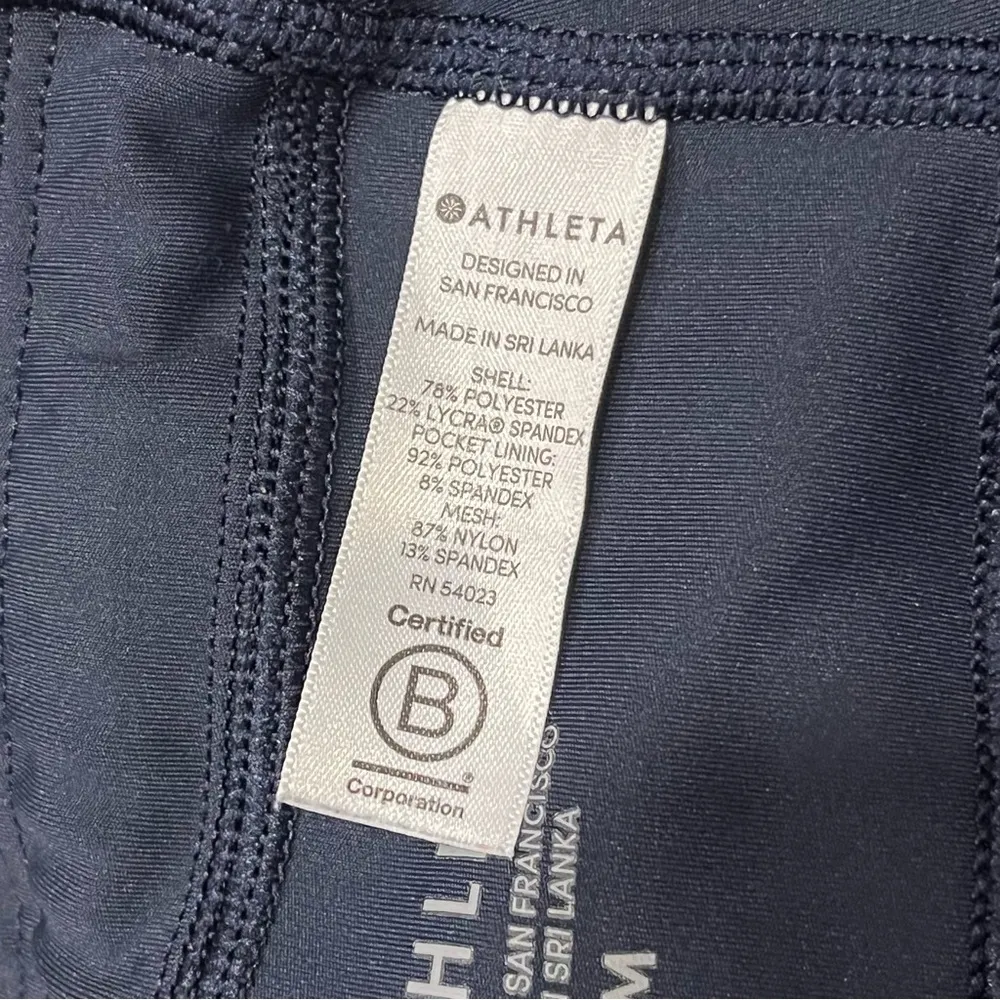 ATHLETA
DESIGNED IN
SAN FRANCISCO
MADE IN SRI LANKA
SHELL:
78% POLYESTER
22% LYCRA® SPANDEX
POCKET LINING:
92% POLYESTER
8% SPANDEX
MESH:
87% NYLON
13% SPANDEX
RN 54023
Certified
B
®
Corporation
SAN FRANCISCO
SRI LANKA
M